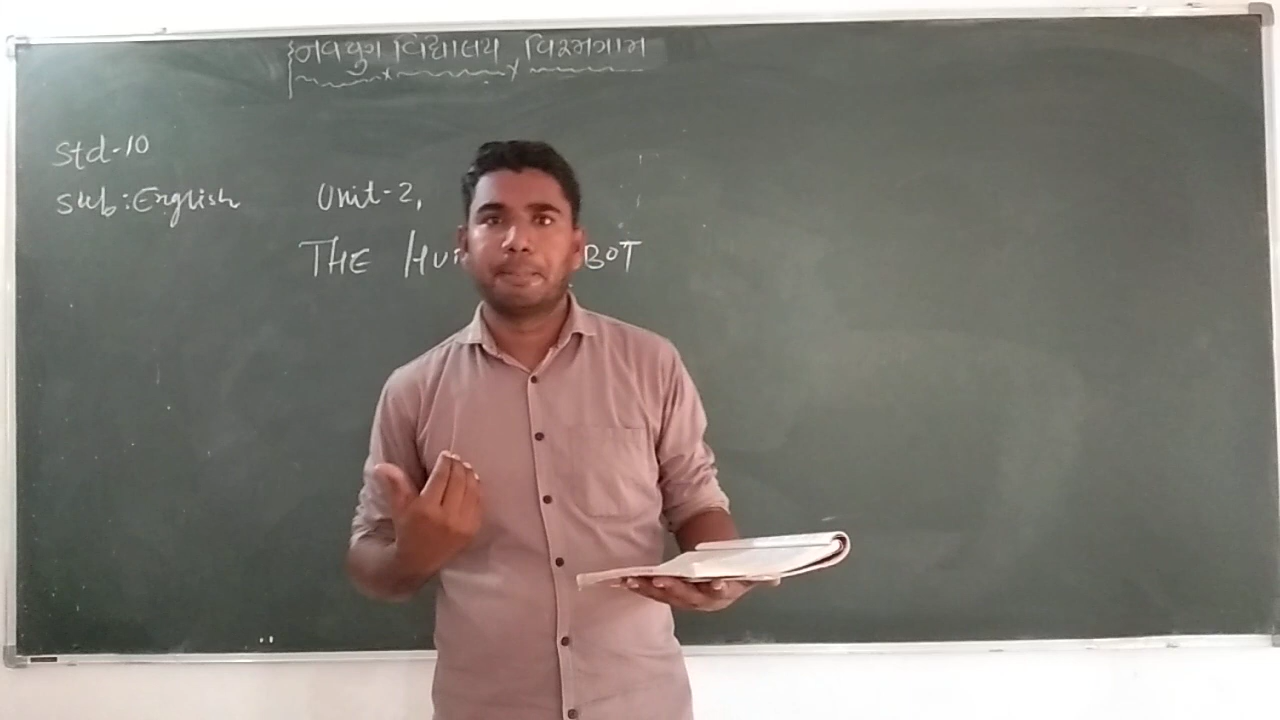 નવયુગ વિદ્યાલય, વિરમગામ
Std-10
Sub: English Unit-2,
THE